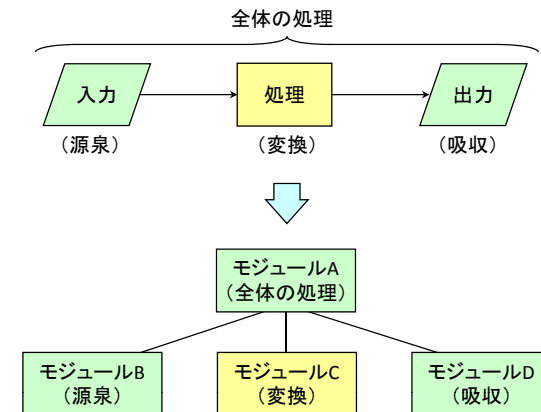 全体の処理
入力
処理
出力
（源泉）
（変換）
（吸収）
モジュールA
（全体の処理）
モジュールB
（源泉）
モジュールC
（変換）
モジュールD
（吸収）